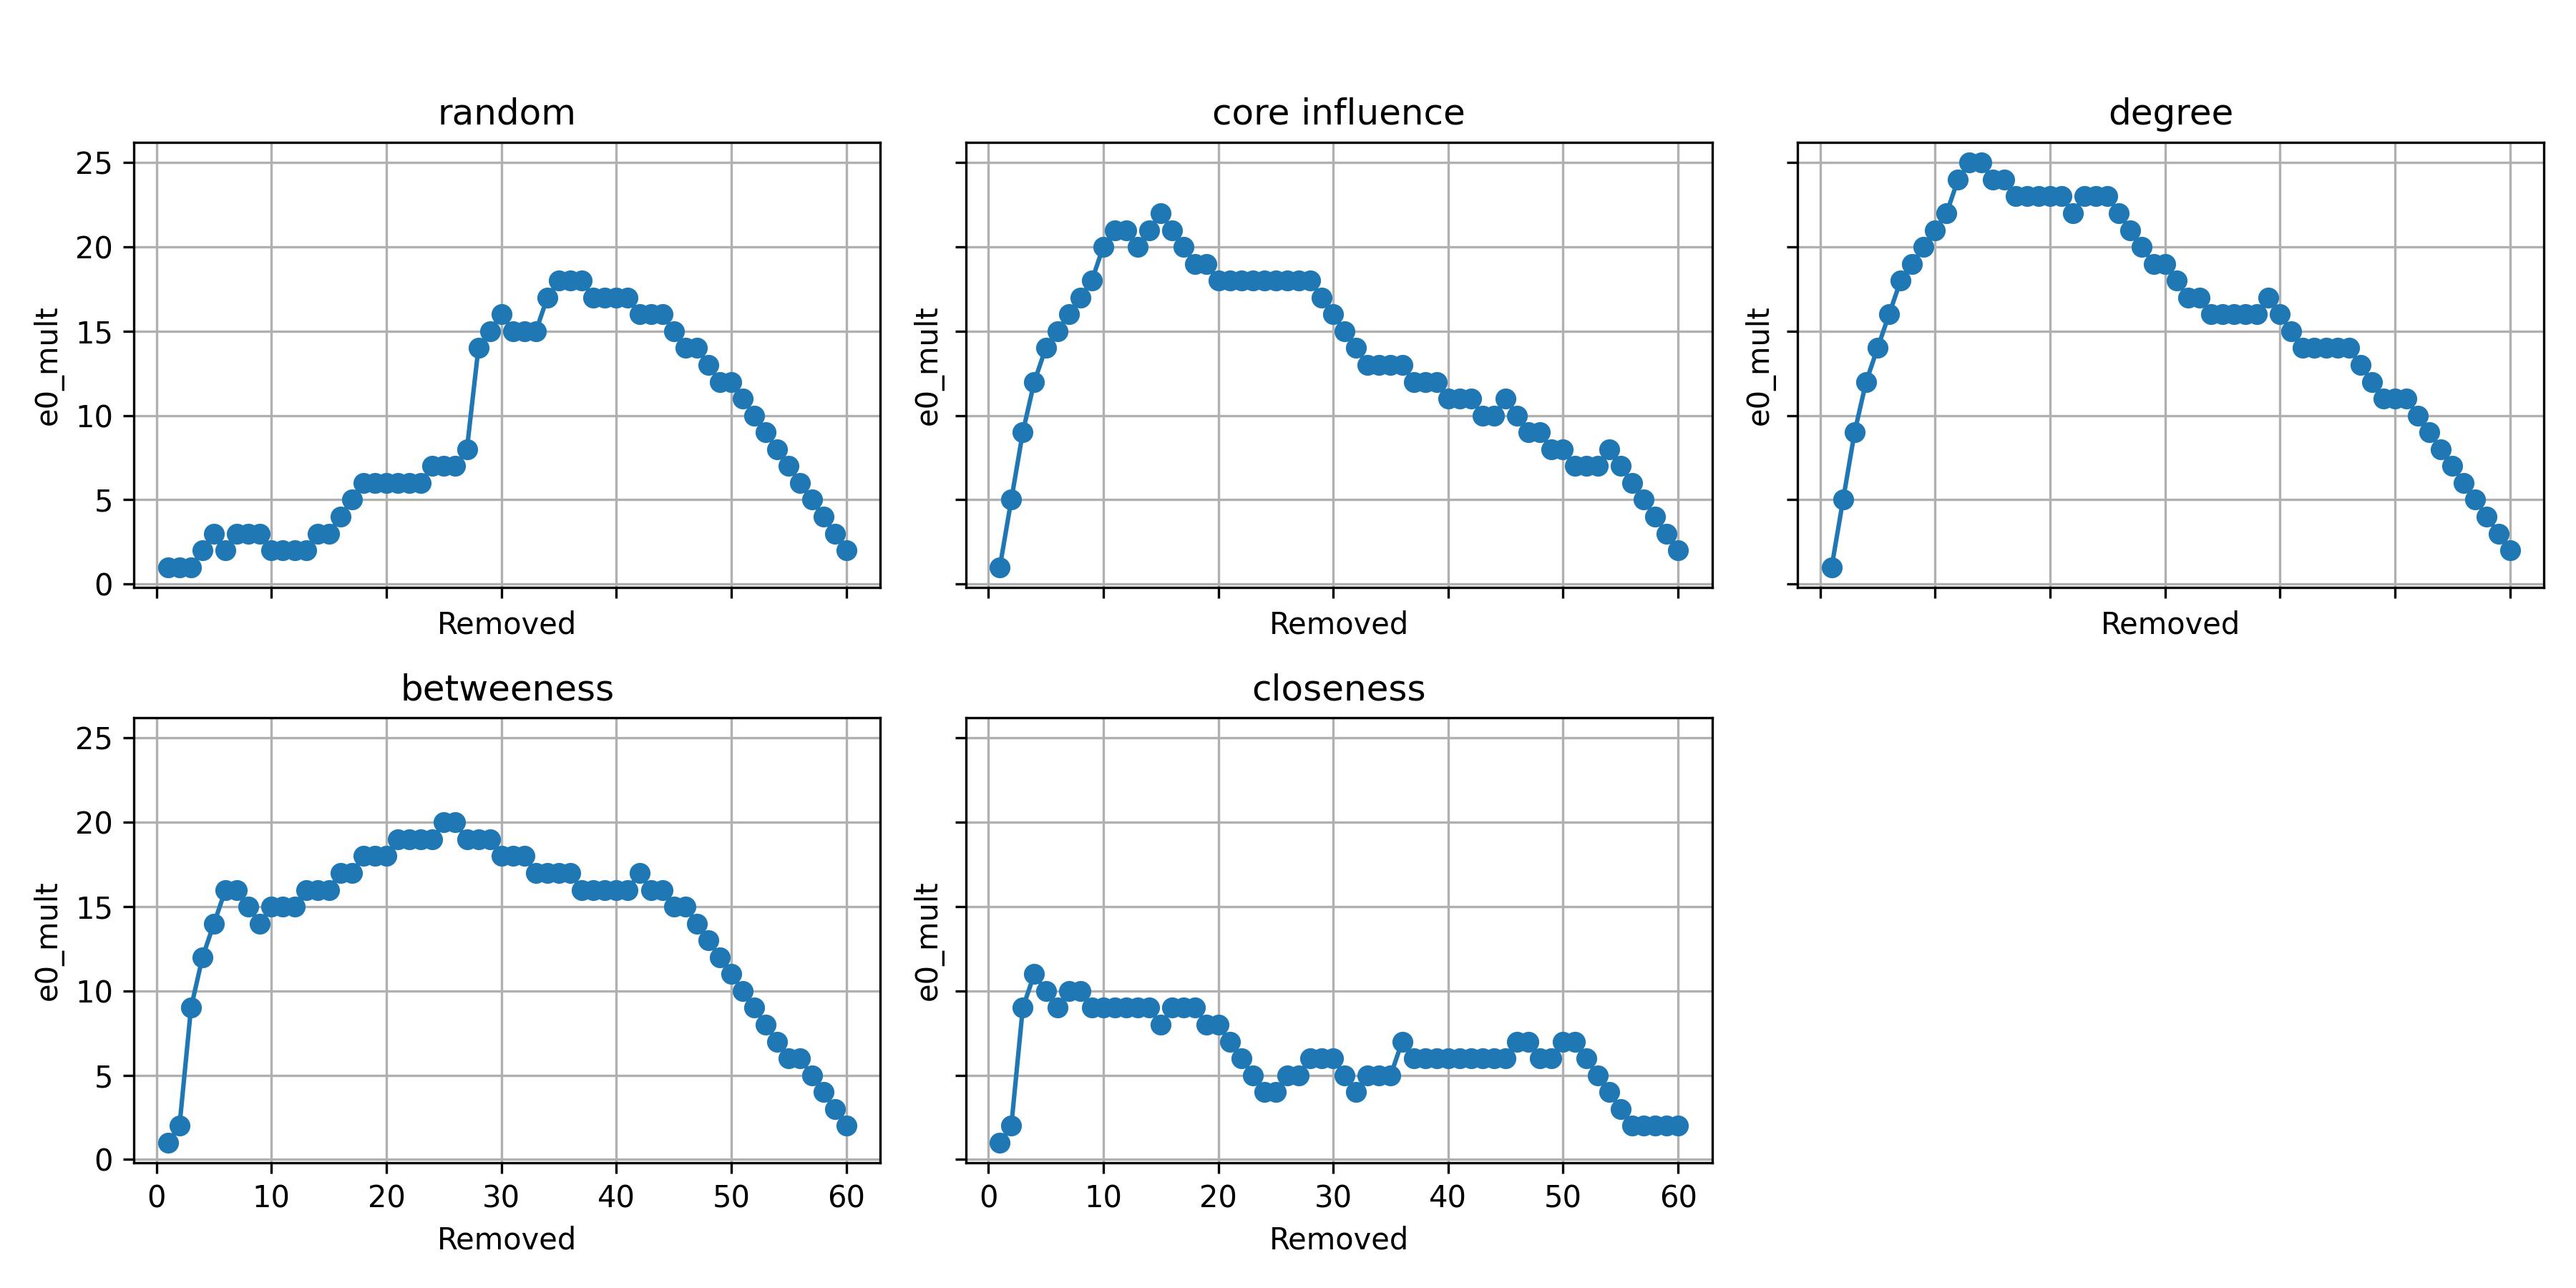 random
core influence
degree
25
20
15
10
5
0
e0_mult
e0_mult
e0_mult
Removed
Removed
Removed
betweeness
closeness
25
20
15
10
5
0
e0_mult
e0_mult
0 10 20 30 40 50 60
0 10 20 30 40 50 60
Removed
Removed